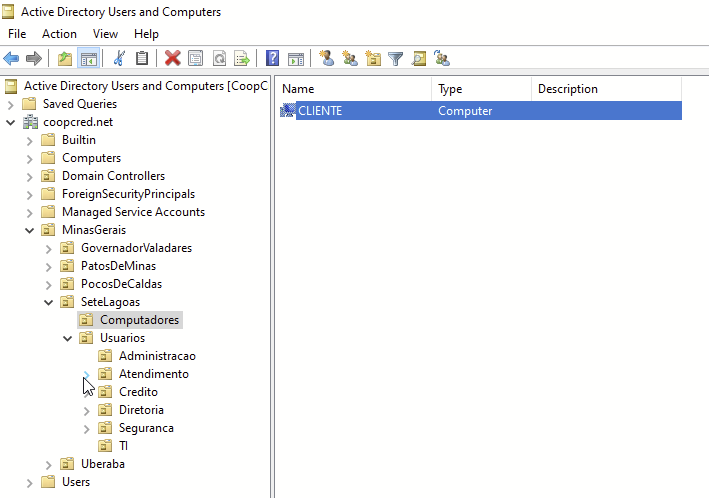 Active Directory Users and Computers
File Action View Help
Active Directory Users and Computers [CoopC
Saved Queries
coopcred.net
Builtin
Computers
Domain Controllers
ForeignSecurityPrincipals
Managed Service Accounts
MinasGerais
GovernadorValadares
PatosDeMinas
PocosDeCaldas
SeteLagoas
Computadores
Usuarios
Administracao
Atendimento
Credito
Diretoria
Seguranca
TI
Uberaba
Users
Name Type Description
CLIENTE Computer